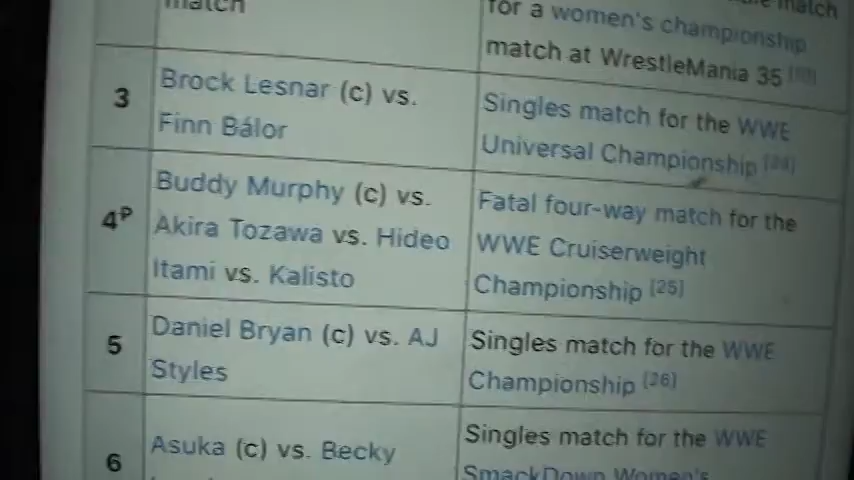 match
for a women's championship
match at WrestleMania 35
3
Brock Lesnar (c) vs.
Finn Bálor
Singles match for the WWE
Universal Championship [24]
4ᴾ
Buddy Murphy (c) vs.
Akira Tozawa vs. Hideo
Itami vs. Kalisto
Fatal four-way match for the
WWE Cruiserweight
Championship [25]
5
Daniel Bryan (c) vs. AJ
Styles
Singles match for the WWE
Championship [26]
6
Asuka (c) vs. Becky
Singles match for the WWE
SmackDown Women's